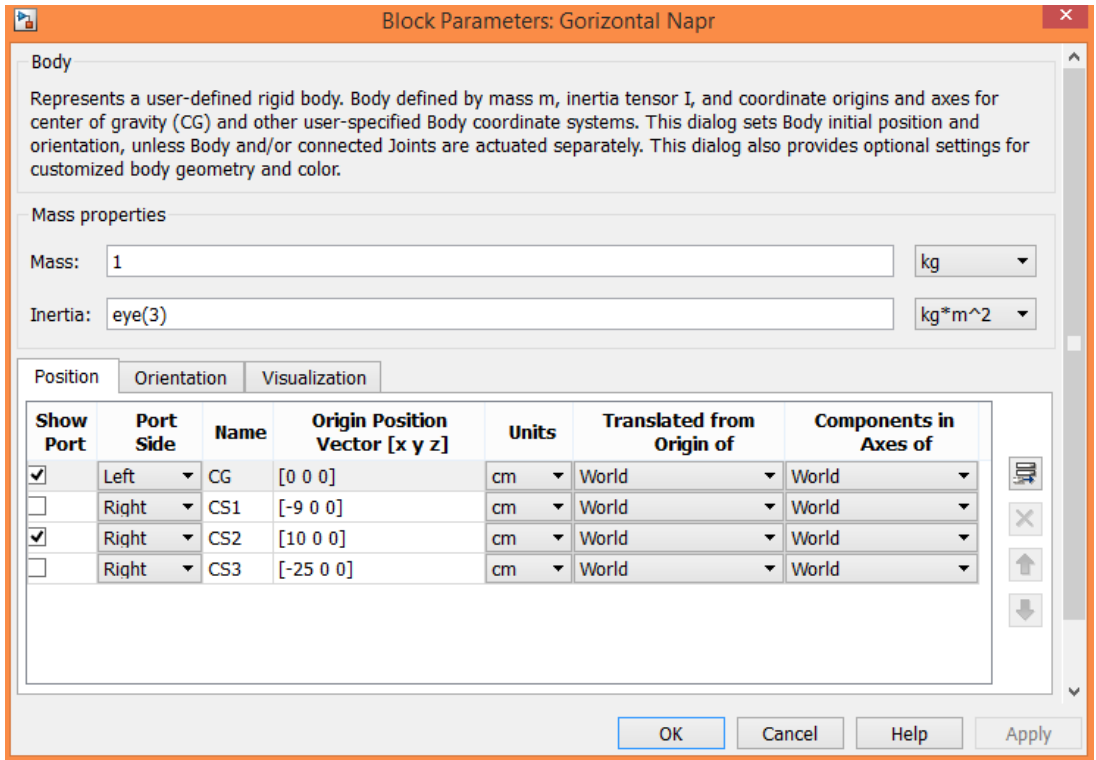 Block Parameters: Gorizontal Napr
Body
Represents a user-defined rigid body. Body defined by mass m, inertia tensor I, and coordinate origins and axes for
center of gravity (CG) and other user-specified Body coordinate systems. This dialog sets Body initial position and
orientation, unless Body and/or connected Joints are actuated separately. This dialog also provides optional settings for
customized body geometry and color.
Mass properties
Mass: 1 kg
Inertia: eye(3) kg*m^2
Position Orientation Visualization
Show Port Port Side Name Origin Position Vector [x y z] Units Translated from Origin of Components in Axes of
Left CG [0 0 0] cm World World
Right CS1 [-9 0 0] cm World World
Right CS2 [10 0 0] cm World World
Right CS3 [-25 0 0] cm World World
OK Cancel Help Apply